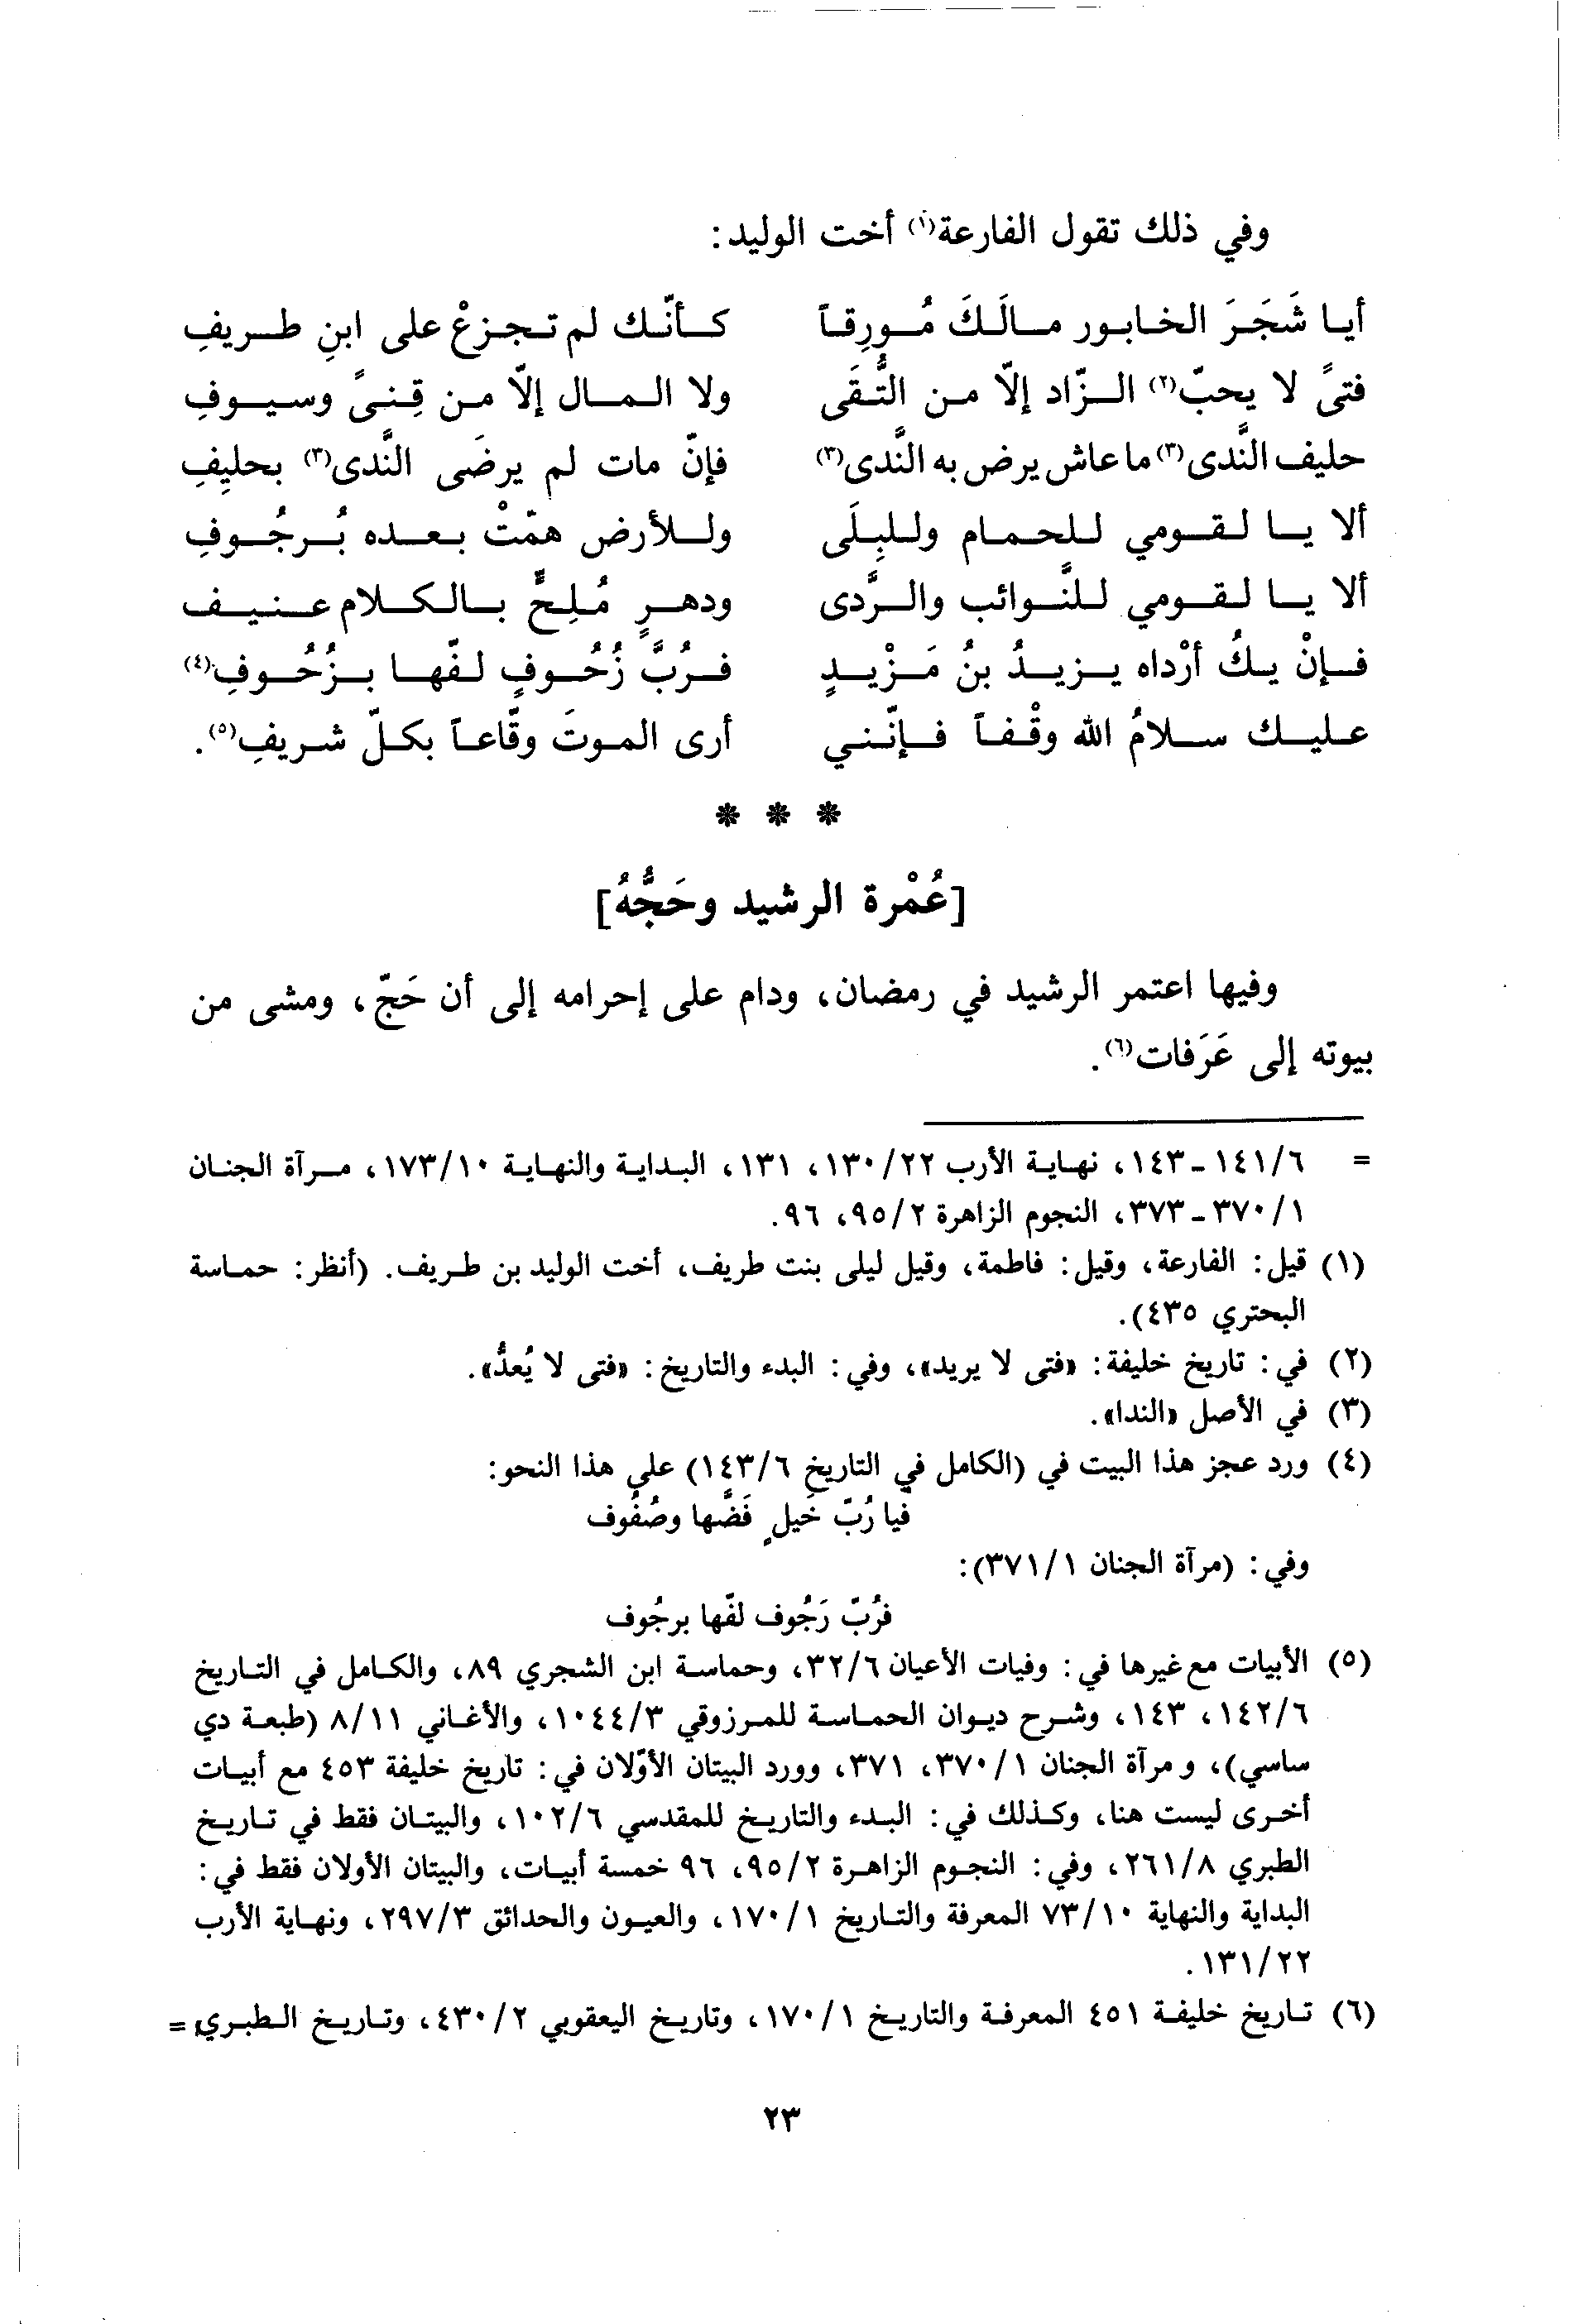 وفي ذلك تقول الفارعة(١) أخت الوليد:
أيا شَجَرَ الخابور مالَكَ مُورِقاً كأنّك لم تجزعْ على ابنِ طريفِ
فتىً لا يحبّ(٢) الزّاد إلّا من التُّقَى ولا المال إلّا من قِنىً وسيوفِ
حليف النَّدى(٣) ما عاش يرض به النَّدى(٣) فإنّ مات لم يرضَى النَّدى(٣) بحليِفِ
ألا يا لقومي للحمام وللبِلَى وللأرض همّتْ بعده بُرجُوفِ
ألا يا لقومي للنَّوائب والرَّدى ودهرٍ مُلِحٍّ بالكلام عنيف
فإنْ يكُ أرْداه يزيدُ بنُ مَزْيدٍ فرُبَّ زُحُوفٍ لفّها بزُحُوفِ(٤)
عليك سلامُ الله وقْفاً فإنّني أرى الموتَ وقّاعاً بكلّ شريفِ(٥).
* * *
[عُمْرة الرشيد وحَجُّهُ]
وفيها اعتمر الرشيد في رمضان، ودام على إحرامه إلى أن حَجّ، ومشى من
بيوته إلى عَرَفات(٦).
= ١٤١/٦ - ١٤٣، نهاية الأرب ١٣٠/٢٢، ١٣١، البداية والنهاية ١٧٣/١٠، مرآة الجنان
٣٧٠/١ - ٣٧٣، النجوم الزاهرة ٩٥/٢، ٩٦.
(١) قيل: الفارعة، وقيل: فاطمة، وقيل ليلى بنت طريف، أخت الوليد بن طريف. (أنظر: حماسة
البحتري ٤٣٥).
(٢) في: تاريخ خليفة: «فتى لا يريد»، وفي: البدء والتاريخ: «فتى لا يُعدُّ».
(٣) في الأصل «الندا».
(٤) ورد عجز هذا البيت في (الكامل في التاريخ ١٤٣/٦) على هذا النحو:
فيا رُبّ خَيلٍ فَضَّها وصُفُوف
وفي: (مرآة الجنان ٣٧١/١):
فرُبّ رَجُوف لفّها برجُوف
(٥) الأبيات مع غيرها في: وفيات الأعيان ٣٢/٦، وحماسة ابن الشجري ٨٩، والكامل في التاريخ
١٤٢/٦، ١٤٣، وشرح ديوان الحماسة للمرزوقي ١٠٤٤/٣، والأغاني ٨/١١ (طبعة دي
ساسي)، ومرآة الجنان ٣٧٠/١، ٣٧١، وورد البيتان الأوّلان في: تاريخ خليفة ٤٥٣ مع أبيات
أخرى ليست هنا، وكذلك في: البدء والتاريخ للمقدسي ١٠٢/٦، والبيتان فقط في تاريخ
الطبري ٢٦١/٨، وفي: النجوم الزاهرة ٩٥/٢، ٩٦ خمسة أبيات، والبيتان الأولان فقط في:
البداية والنهاية ٧٣/١٠ المعرفة والتاريخ ١٧٠/١، والعيون والحدائق ٢٩٧/٣، ونهاية الأرب
١٣١/٢٢.
(٦) تاريخ خليفة ٤٥١ المعرفة والتاريخ ١٧٠/١، وتاريخ اليعقوبي ٤٣٠/٢، وتاريخ الطبري =
٢٣